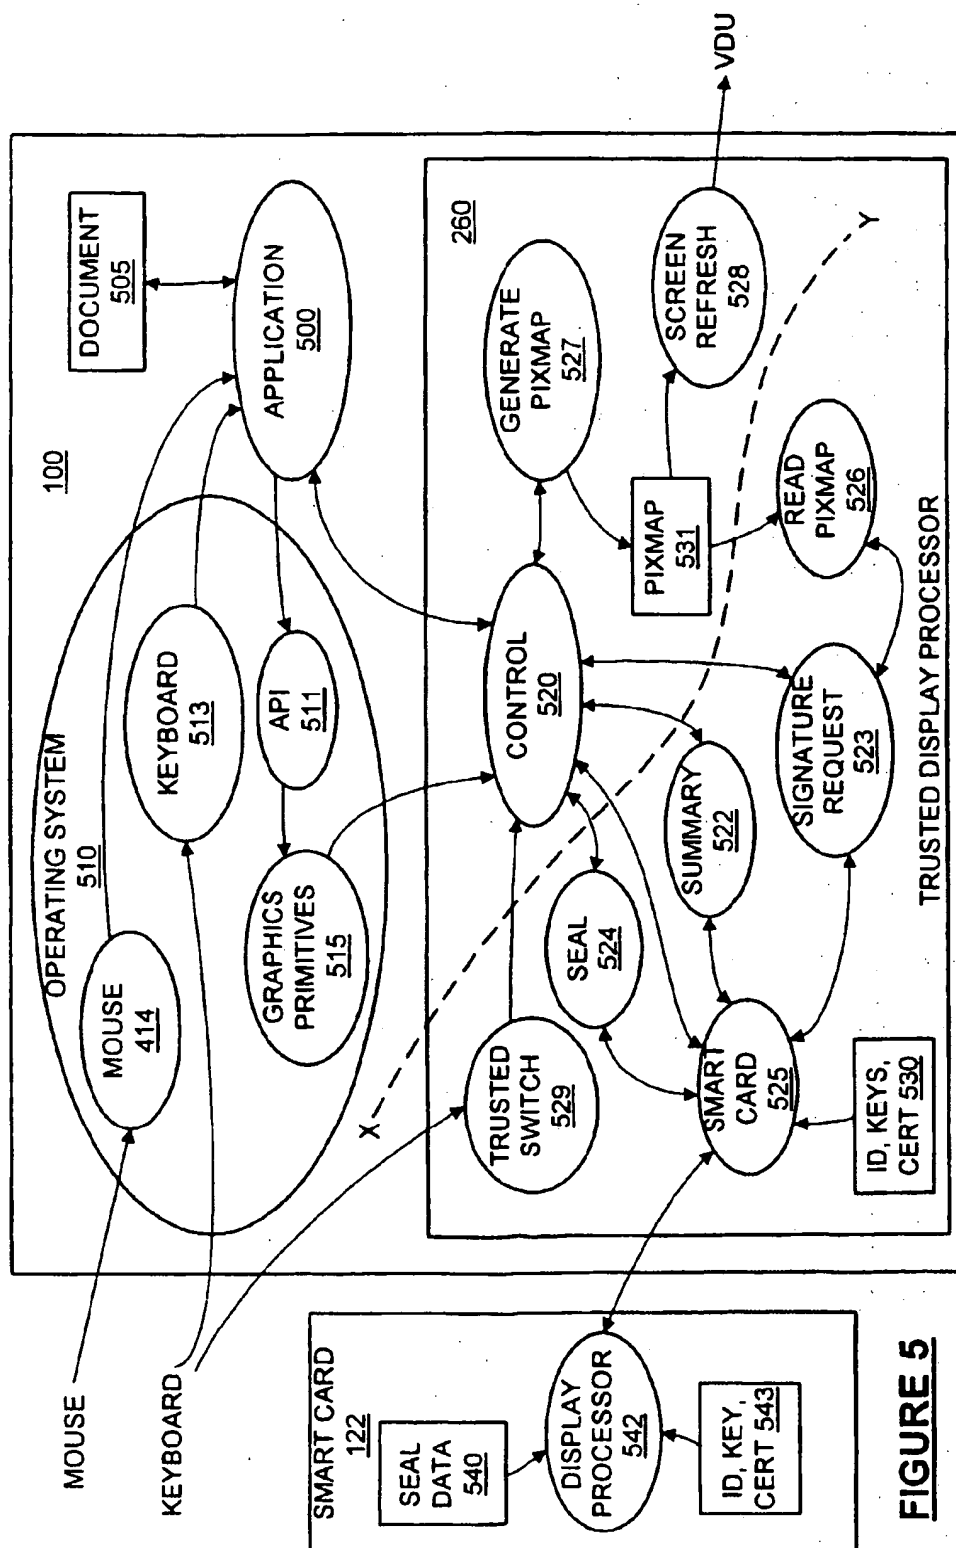 MOUSE
KEYBOARD
100
OPERATING SYSTEM
510
MOUSE
414
KEYBOARD
513
API
511
GRAPHICS
PRIMITIVES
515
DOCUMENT
505
APPLICATION
500
X
260
TRUSTED
SWITCH
529
CONTROL
520
GENERATE
PIXMAP
527
SEAL
524
PIXMAP
531
SCREEN
REFRESH
528
VDU
Y
SMART
CARD
525
SUMMARY
522
SIGNATURE
REQUEST
523
READ
PIXMAP
526
ID, KEYS,
CERT 530
TRUSTED DISPLAY PROCESSOR
SMART CARD
122
SEAL
DATA
540
DISPLAY
PROCESSOR
542
ID, KEY,
CERT 543
FIGURE 5